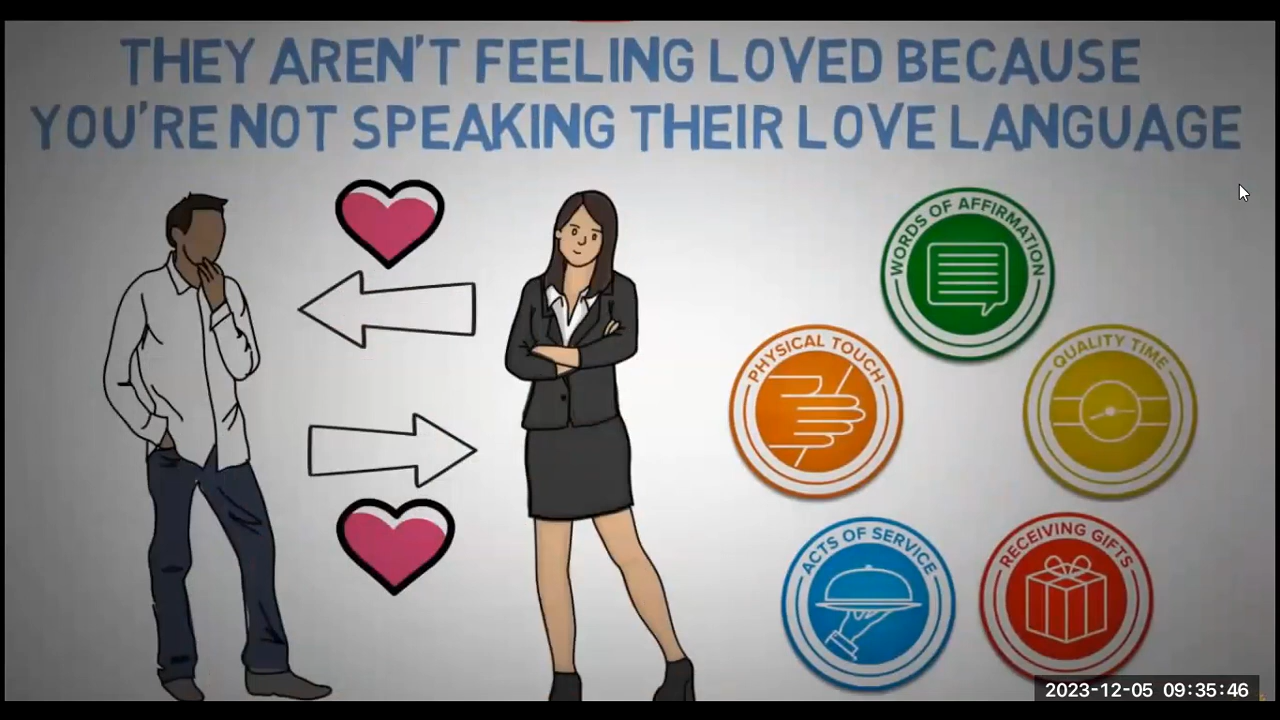 THEY AREN'T FEELING LOVED BECAUSE
YOU'RE NOT SPEAKING THEIR LOVE LANGUAGE
WORDS OF AFFIRMATION
PHYSICAL TOUCH
QUALITY TIME
ACTS OF SERVICE
RECEIVING GIFTS
2023-12-05 09:35:46